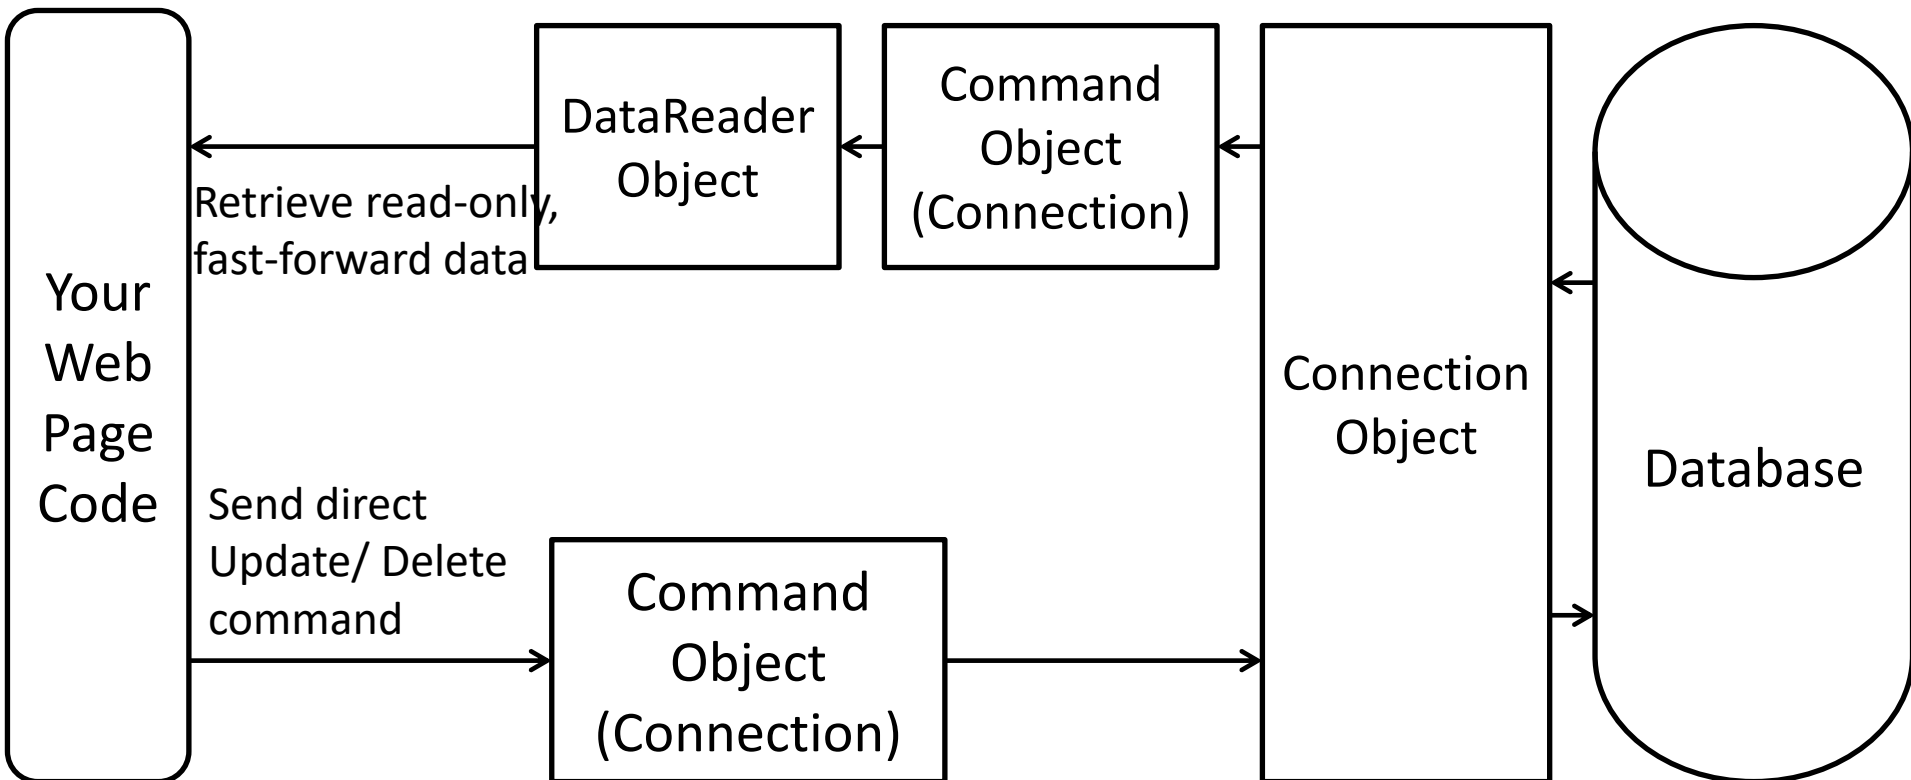 Your
Web
Page
Code
Retrieve read-only,
fast-forward data
DataReader
Object
Command
Object
(Connection)
Connection
Object
Database
Send direct
Update/ Delete
command
Command
Object
(Connection)